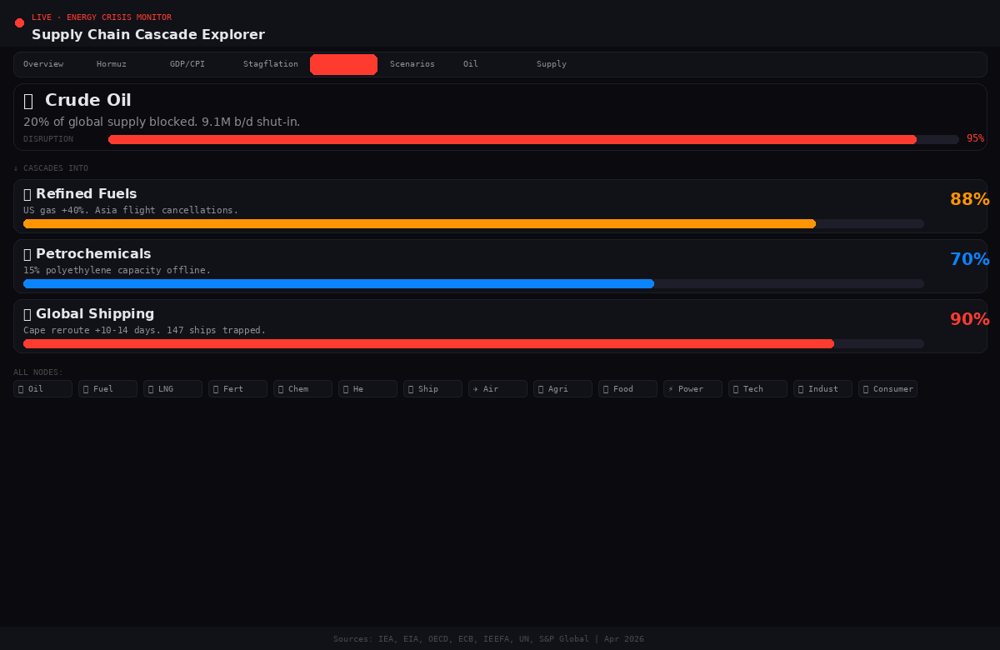 LIVE · ENERGY CRISIS MONITOR
Supply Chain Cascade Explorer
Overview Hormuz GDP/CPI Stagflation Scenarios Oil Supply
Crude Oil
20% of global supply blocked. 9.1M b/d shut-in.
DISRUPTION 95%
↓ CASCADES INTO
Refined Fuels
88%
US gas +40%. Asia flight cancellations.
Petrochemicals
70%
15% polyethylene capacity offline.
Global Shipping
90%
Cape reroute +10-14 days. 147 ships trapped.
ALL NODES:
Oil Fuel LNG Fert Chem He Ship ✈ Air Agri Food ⚡ Power Tech Indust Consumer
Sources: IEA, EIA, OECD, ECB, IEEFA, UN, S&P Global | Apr 2026